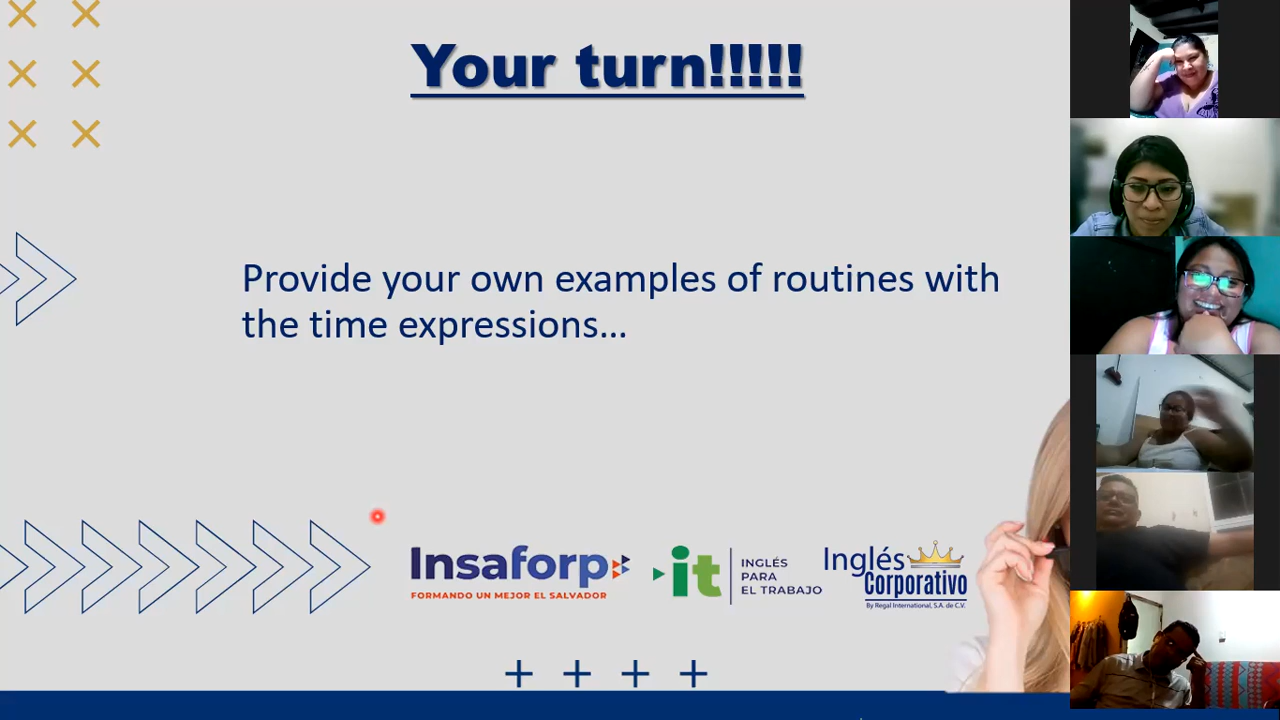 Your turn!!!!!
Provide your own examples of routines with
the time expressions...
Insaforp
FORMANDO UN MEJOR EL SALVADOR
it
INGLÉS
PARA
EL TRABAJO
Inglés
Corporativo
By Regal International, S.A. de C.V.